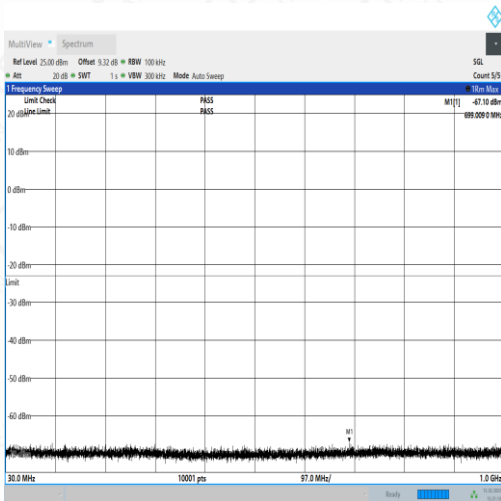 MultiView Spectrum
Ref Level 25.00 dBm Offset 9.32 dB RBW 100 kHz SGL
Att 20 dB SWT 1 s VBW 300 kHz Mode Auto Sweep Count 5/5
1 Frequency Sweep 1Rm Max
Limit Check PASS M1[1] -67.10 dBm
Line Limit PASS 699.009 0 MHz
20 dBm
10 dBm
0 dBm
-10 dBm
-20 dBm
Limit
-30 dBm
-40 dBm
-50 dBm
-60 dBm
M1
30.0 MHz 10001 pts 97.0 MHz/ 1.0 GHz
Ready